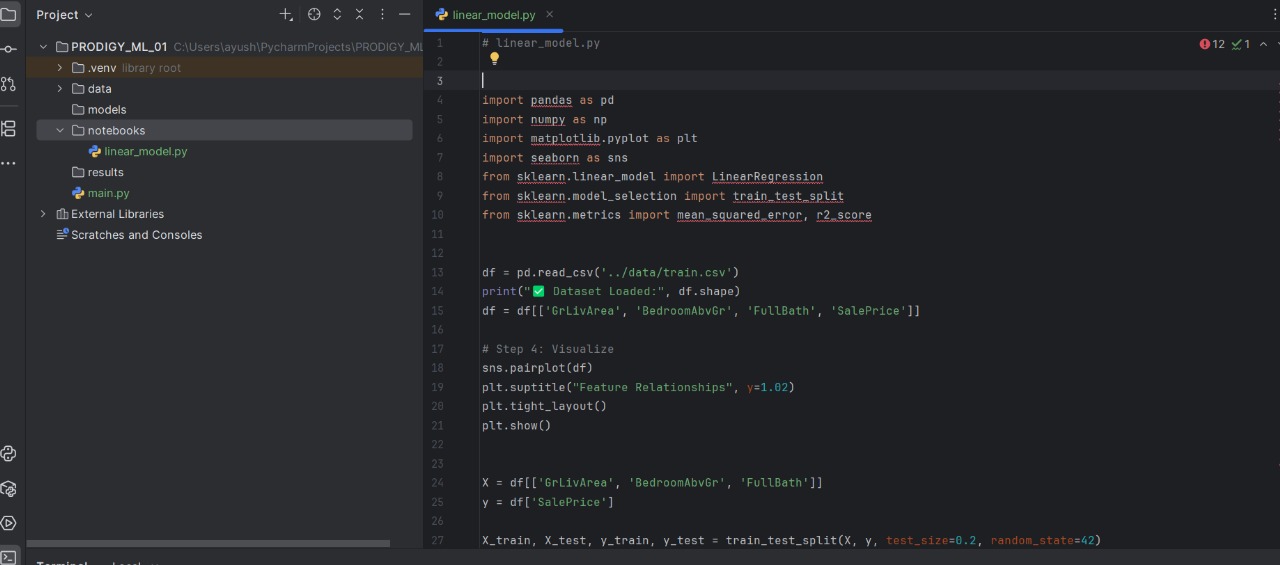 Project
linear_model.py
PRODIGY_ML_01 C:\Users\ayush\PycharmProjects\PRODIGY_ML
.venv library root
data
models
notebooks
linear_model.py
results
main.py
External Libraries
Scratches and Consoles
12 1
1 # linear_model.py
2
3
4 import pandas as pd
5 import numpy as np
6 import matplotlib.pyplot as plt
7 import seaborn as sns
8 from sklearn.linear_model import LinearRegression
9 from sklearn.model_selection import train_test_split
10 from sklearn.metrics import mean_squared_error, r2_score
11
12
13 df = pd.read_csv('../data/train.csv')
14 print("✅ Dataset Loaded:", df.shape)
15 df = df[['GrLivArea', 'BedroomAbvGr', 'FullBath', 'SalePrice']]
16
17 # Step 4: Visualize
18 sns.pairplot(df)
19 plt.suptitle("Feature Relationships", y=1.02)
20 plt.tight_layout()
21 plt.show()
22
23
24 X = df[['GrLivArea', 'BedroomAbvGr', 'FullBath']]
25 y = df['SalePrice']
26
27 X_train, X_test, y_train, y_test = train_test_split(X, y, test_size=0.2, random_state=42)
Terminal